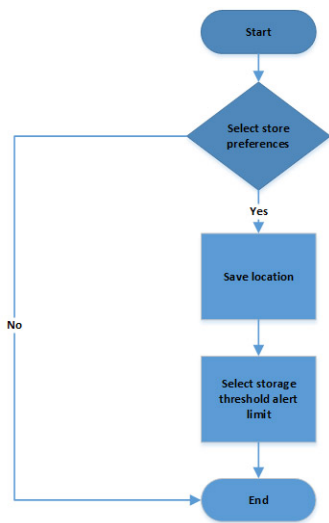 Start
Select store
preferences
Yes
Save location
No
Select storage
threshold alert
limit
End